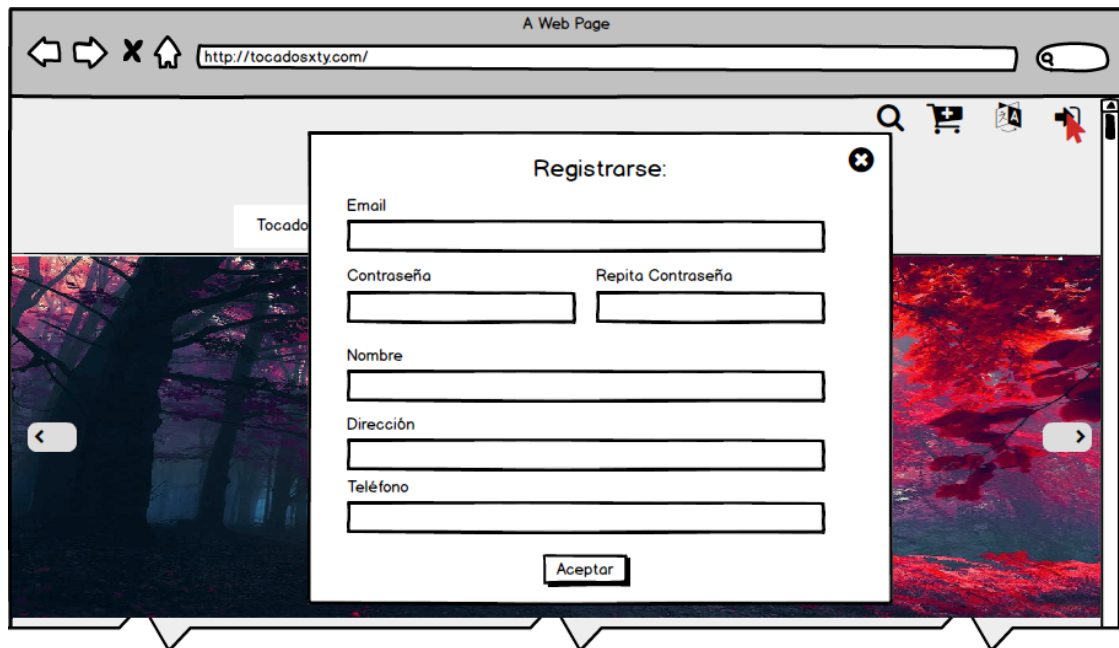 A Web Page
http://tocadosxty.com/
Registrarse:
Email
Tocado
Contraseña Repita Contraseña
Nombre
Dirección
Teléfono
Aceptar